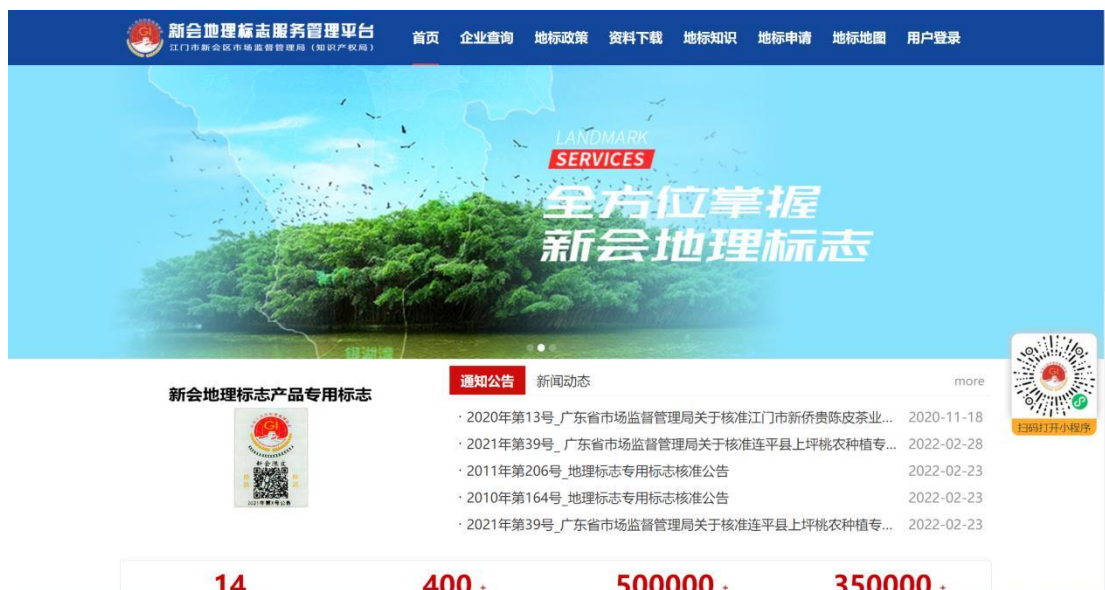 新会地理标志服务管理平台
江门市新会区市场监督管理局（知识产权局）
首页 企业查询 地标政策 资料下载 地标知识 地标申请 地标地图 用户登录
LANDMARK
SERVICES
全方位掌握
新会地理标志
银湖湾
新会地理标志产品专用标志
GI
通知公告 新闻动态 more
· 2020年第13号_广东省市场监督管理局关于核准江门市新侨贵陈皮茶业... 2020-11-18
· 2021年第39号_ 广东省市场监督管理局关于核准连平县上坪桃农种植专... 2022-02-28
· 2011年第206号_地理标志专用标志核准公告 2022-02-23
· 2010年第164号_地理标志专用标志核准公告 2022-02-23
· 2021年第39号_广东省市场监督管理局关于核准连平县上坪桃农种植专... 2022-02-23
扫码打开小程序
14 400 + 500000 + 350000 +